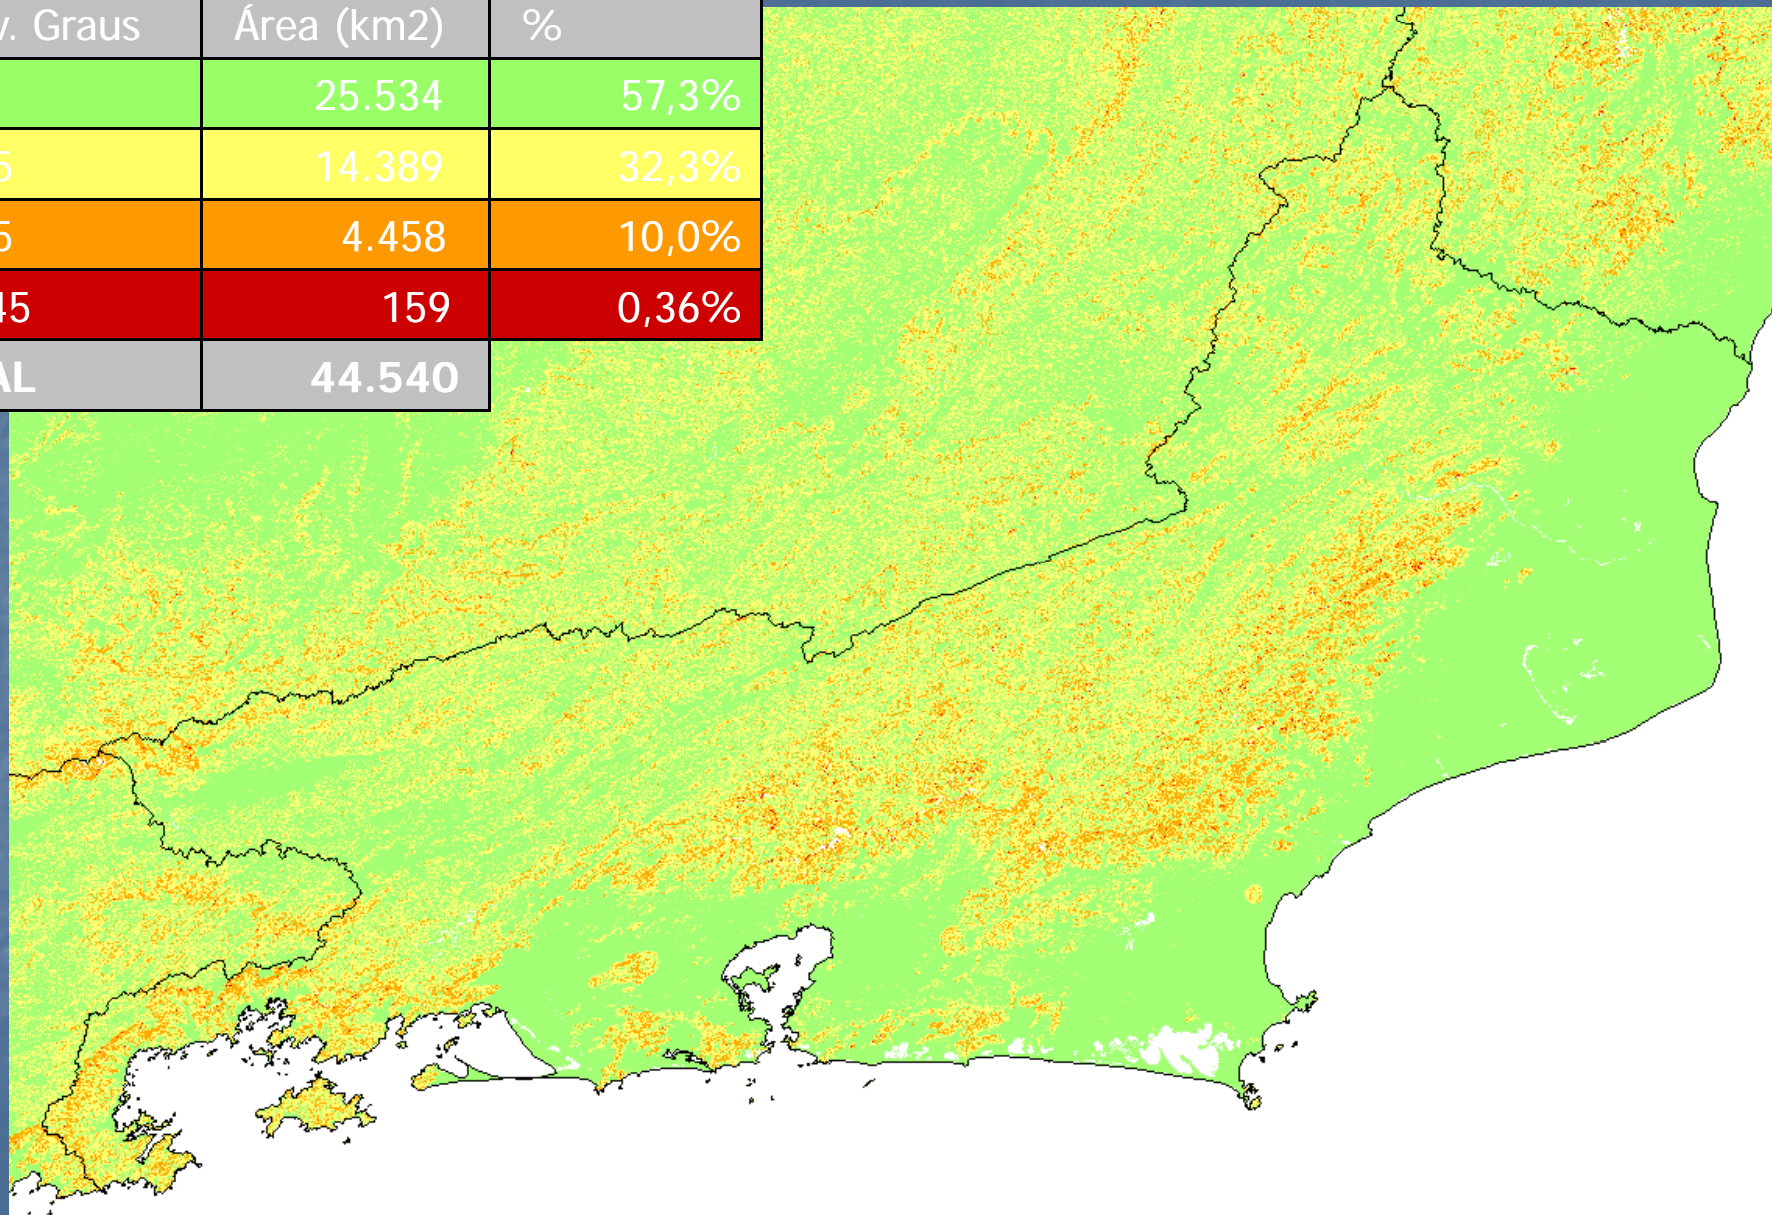 v. Graus Área (km2) %
25.534 57,3%
5 14.389 32,3%
5 4.458 10,0%
45 159 0,36%
AL 44.540